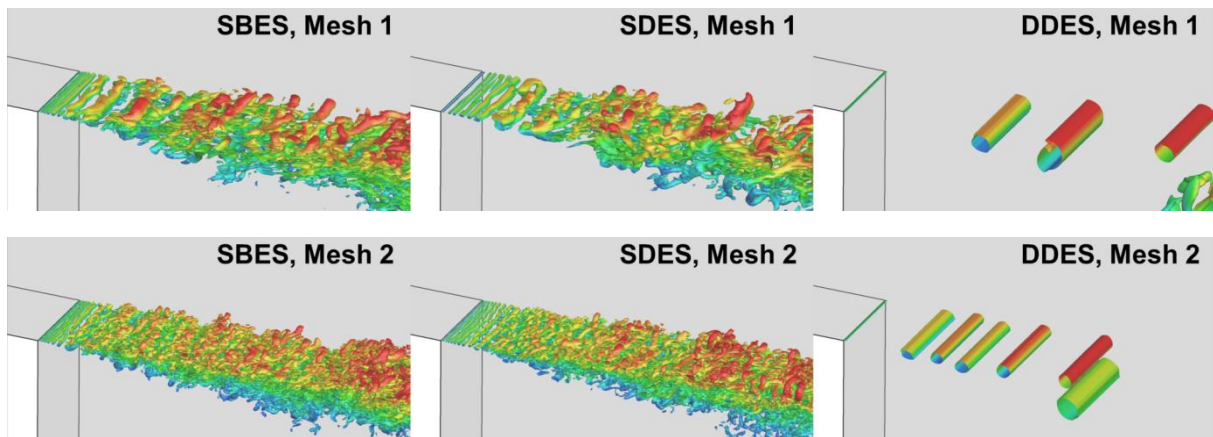 SBES, Mesh 1
SDES, Mesh 1
DDES, Mesh 1
SBES, Mesh 2
SDES, Mesh 2
DDES, Mesh 2